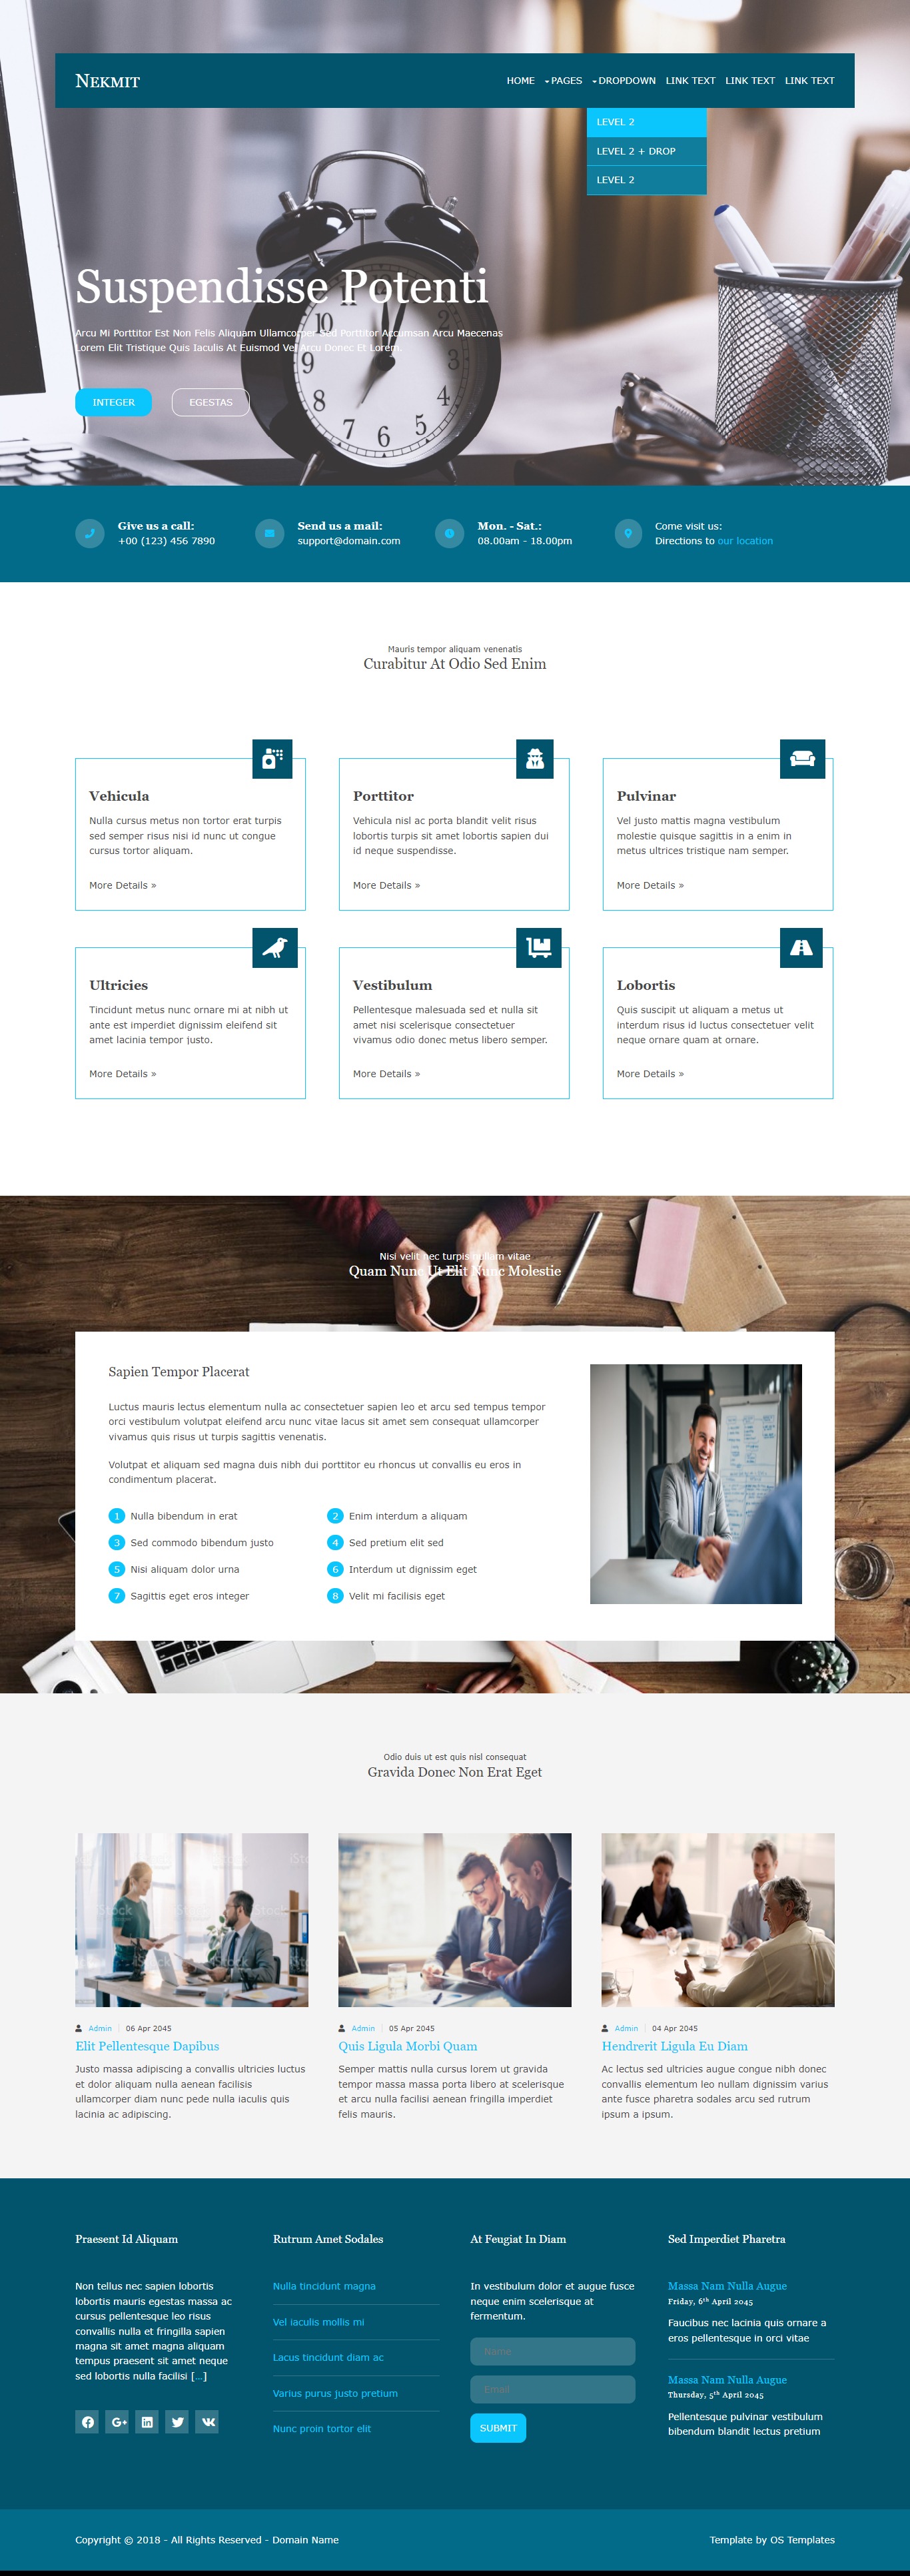 Nekmit
HOME PAGES DROPDOWN LINK TEXT LINK TEXT LINK TEXT
LEVEL 2
LEVEL 2 + DROP
LEVEL 2
Suspendisse Potenti
Arcu Mi Porttitor Est Non Felis Aliquam Ullamcorper Sed Porttitor Accumsan Arcu Maecenas
Lorem Elit Tristique Quis Iaculis At Euismod Vel Arcu Donec Et Lorem.
INTEGER EGESTAS
Give us a call:
+00 (123) 456 7890
Send us a mail:
support@domain.com
Mon. - Sat.:
08.00am - 18.00pm
Come visit us:
Directions to our location
Mauris tempor aliquam venenatis
Curabitur At Odio Sed Enim
Vehicula
Nulla cursus metus non tortor erat turpis
sed semper risus nisi id nunc ut congue
cursus tortor aliquam.
More Details »
Porttitor
Vehicula nisl ac porta blandit velit risus
lobortis turpis sit amet lobortis sapien dui
id neque suspendisse.
More Details »
Pulvinar
Vel justo mattis magna vestibulum
molestie quisque sagittis in a enim in
metus ultrices tristique nam semper.
More Details »
Ultricies
Tincidunt metus nunc ornare mi at nibh ut
ante est imperdiet dignissim eleifend sit
amet lacinia tempor justo.
More Details »
Vestibulum
Pellentesque malesuada sed et nulla sit
amet nisi scelerisque consectetuer
vivamus odio donec metus libero semper.
More Details »
Lobortis
Quis suscipit ut aliquam a metus ut
interdum risus id luctus consectetuer velit
neque ornare quam at ornare.
More Details »
Nisi velit nec turpis nullam vitae
Quam Nunc Ut Elit Nunc Molestie
Sapien Tempor Placerat
Luctus mauris lectus elementum nulla ac consectetuer sapien leo et arcu sed tempus tempor
orci vestibulum volutpat eleifend arcu nunc vitae lacus sit amet sem consequat ullamcorper
vivamus quis risus ut turpis sagittis venenatis.
Volutpat et aliquam sed magna duis nibh dui porttitor eu rhoncus ut convallis eu eros in
condimentum placerat.
1 Nulla bibendum in erat
2 Enim interdum a aliquam
3 Sed commodo bibendum justo
4 Sed pretium elit sed
5 Nisi aliquam dolor urna
6 Interdum ut dignissim eget
7 Sagittis eget eros integer
8 Velit mi facilisis eget
Odio duis ut est quis nisl consequat
Gravida Donec Non Erat Eget
Admin 06 Apr 2045
Elit Pellentesque Dapibus
Justo massa adipiscing a convallis ultricies luctus
et dolor aliquam nulla aenean facilisis
ullamcorper diam nunc pede nulla iaculis quis
lacinia ac adipiscing.
Admin 05 Apr 2045
Quis Ligula Morbi Quam
Semper mattis nulla cursus lorem ut gravida
tempor massa massa porta libero at scelerisque
et arcu nulla facilisi aenean fringilla imperdiet
felis mauris.
Admin 04 Apr 2045
Hendrerit Ligula Eu Diam
Ac lectus sed ultricies augue congue nibh donec
convallis elementum leo nullam dignissim varius
ante fusce pharetra sodales arcu sed rutrum
ipsum a ipsum.
Praesent Id Aliquam
Non tellus nec sapien lobortis
lobortis mauris egestas massa ac
cursus pellentesque leo risus
convallis nulla et fringilla sapien
magna sit amet magna aliquam
tempus praesent sit amet neque
sed lobortis nulla facilisi […]
Rutrum Amet Sodales
Nulla tincidunt magna
Vel iaculis mollis mi
Lacus tincidunt diam ac
Varius purus justo pretium
Nunc proin tortor elit
At Feugiat In Diam
In vestibulum dolor et augue fusce
neque enim scelerisque at
fermentum.
Name
Email
SUBMIT
Sed Imperdiet Pharetra
Massa Nam Nulla Augue
Friday, 6th April 2045
Faucibus nec lacinia quis ornare a
eros pellentesque in orci vitae
Massa Nam Nulla Augue
Thursday, 5th April 2045
Pellentesque pulvinar vestibulum
bibendum blandit lectus pretium
Copyright © 2018 - All Rights Reserved - Domain Name
Template by OS Templates